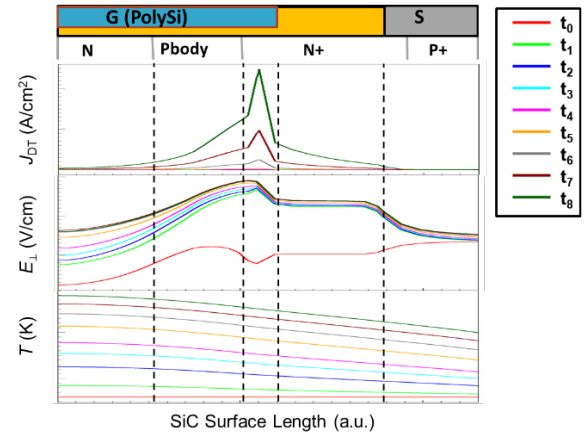 G (PolySi)
S
N
Pbody
N+
P+
J_DT (A/cm²)
E_⊥ (V/cm)
T (K)
SiC Surface Length (a.u.)
t₀
t₁
t₂
t₃
t₄
t₅
t₆
t₇
t₈